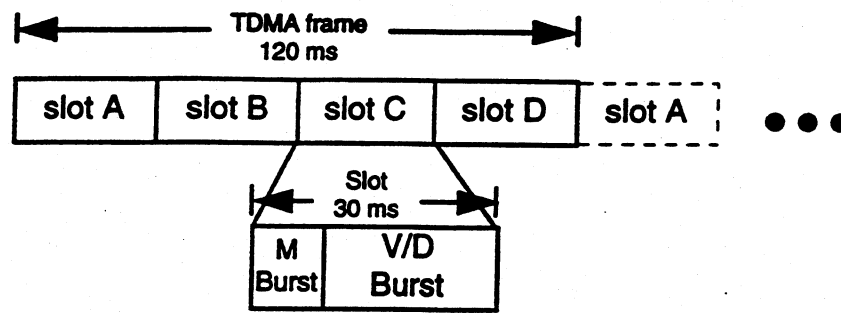 TDMA frame
120 ms
slot A slot B slot C slot D slot A
Slot
30 ms
M Burst
V/D Burst